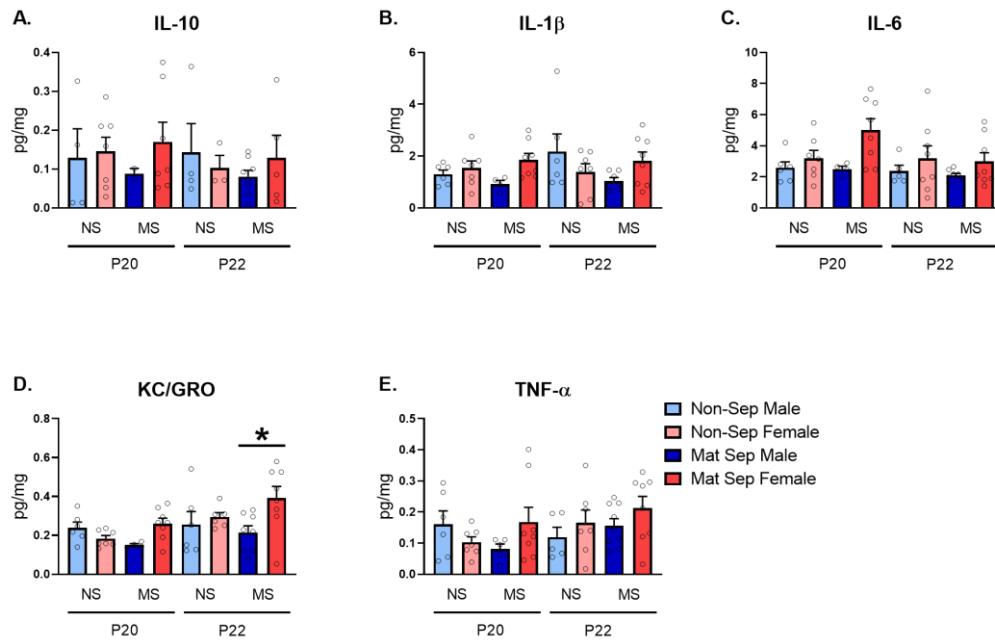 A. IL-10
pg/mg
0.4
0.3
0.2
0.1
0.0
NS MS NS MS
P20 P22
B. IL-1β
pg/mg
6
4
2
0
NS MS NS MS
P20 P22
C. IL-6
pg/mg
10
8
6
4
2
0
NS MS NS MS
P20 P22
D. KC/GRO
pg/mg
0.8
0.6
0.4
0.2
0.0
*
NS MS NS MS
P20 P22
E. TNF-α
pg/mg
0.5
0.4
0.3
0.2
0.1
0.0
NS MS NS MS
P20 P22
Non-Sep Male
Non-Sep Female
Mat Sep Male
Mat Sep Female